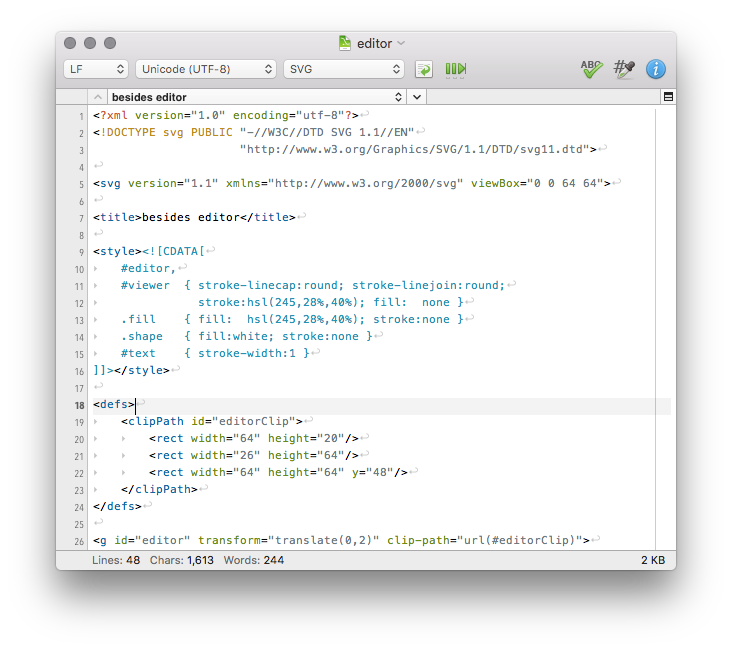 editor
LF Unicode (UTF-8) SVG ABC #
besides editor
1 <?xml version="1.0" encoding="utf-8"?>
2 <!DOCTYPE svg PUBLIC "-//W3C//DTD SVG 1.1//EN"
3 "http://www.w3.org/Graphics/SVG/1.1/DTD/svg11.dtd">
4
5 <svg version="1.1" xmlns="http://www.w3.org/2000/svg" viewBox="0 0 64 64">
6
7 <title>besides editor</title>
8
9 <style><![CDATA[
10 #editor,
11 #viewer { stroke-linecap:round; stroke-linejoin:round;
12 stroke:hsl(245,28%,40%); fill: none }
13 .fill { fill: hsl(245,28%,40%); stroke:none }
14 .shape { fill:white; stroke:none }
15 #text { stroke-width:1 }
16 ]]></style>
17
18 <defs>
19 <clipPath id="editorClip">
20 <rect width="64" height="20"/>
21 <rect width="26" height="64"/>
22 <rect width="64" height="64" y="48"/>
23 </clipPath>
24 </defs>
25
26 <g id="editor" transform="translate(0,2)" clip-path="url(#editorClip)">
Lines: 48 Chars: 1,613 Words: 244 2 KB